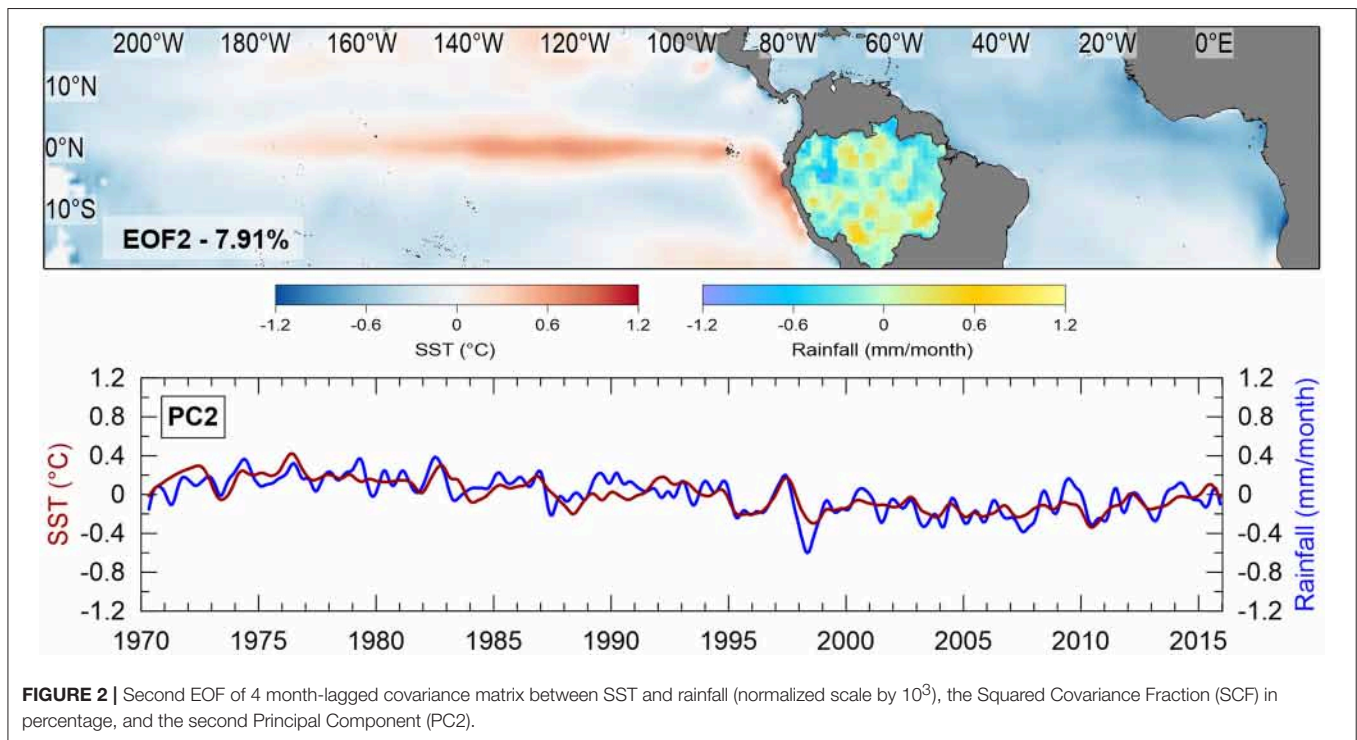 200°W 180°W 160°W 140°W 120°W 100°W 80°W 60°W 40°W 20°W 0°E
10°N
0°N
10°S
EOF2 - 7.91%
-1.2 -0.6 0 0.6 1.2 -1.2 -0.6 0 0.6 1.2
SST (°C) Rainfall (mm/month)
1.2 1.2
PC2
0.8 0.8
0.4 0.4
0 0
-0.4 -0.4
-0.8 -0.8
-1.2 -1.2
SST (°C)
Rainfall (mm/month)
1970 1975 1980 1985 1990 1995 2000 2005 2010 2015
FIGURE 2 | Second EOF of 4 month-lagged covariance matrix between SST and rainfall (normalized scale by 10³), the Squared Covariance Fraction (SCF) in
percentage, and the second Principal Component (PC2).